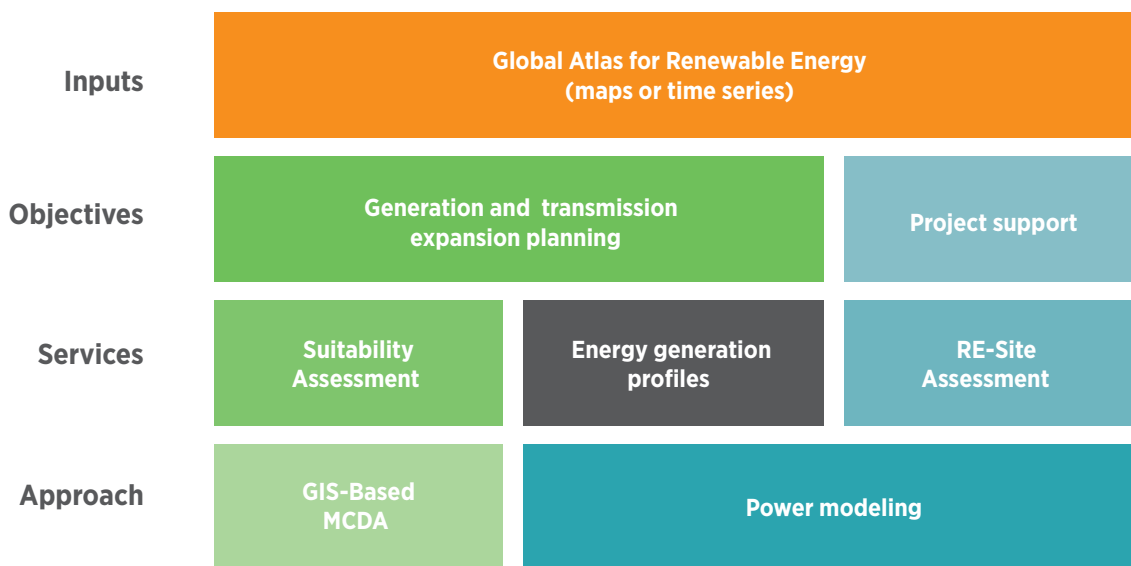 Inputs
Global Atlas for Renewable Energy
(maps or time series)
Objectives
Generation and transmission
expansion planning
Project support
Services
Suitability
Assessment
Energy generation
profiles
RE-Site
Assessment
Approach
GIS-Based
MCDA
Power modeling